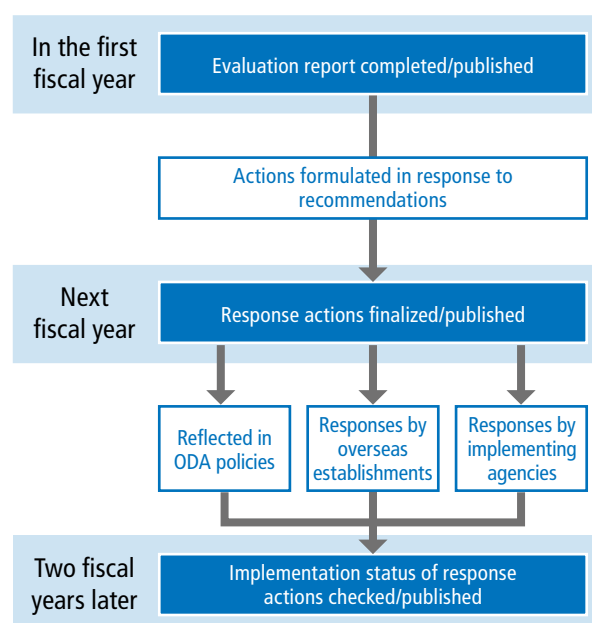 In the first
fiscal year
Evaluation report completed/published
Actions formulated in response to
recommendations
Next
fiscal year
Response actions finalized/published
Reflected in
ODA policies
Responses by
overseas
establishments
Responses by
implementing
agencies
Two fiscal
years later
Implementation status of response
actions checked/published